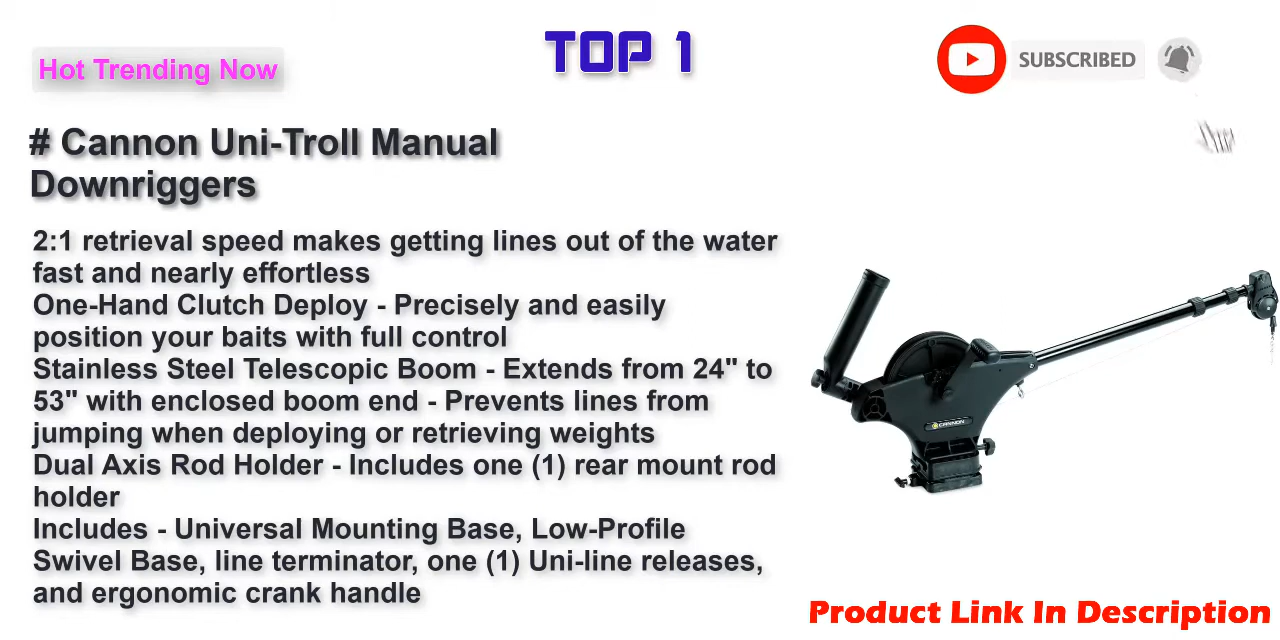 TOP 1
Hot Trending Now
SUBSCRIBED
# Cannon Uni-Troll Manual
Downriggers
2:1 retrieval speed makes getting lines out of the water
fast and nearly effortless
One-Hand Clutch Deploy - Precisely and easily
position your baits with full control
Stainless Steel Telescopic Boom - Extends from 24" to
53" with enclosed boom end - Prevents lines from
jumping when deploying or retrieving weights
Dual Axis Rod Holder - Includes one (1) rear mount rod
holder
Includes - Universal Mounting Base, Low-Profile
Swivel Base, line terminator, one (1) Uni-line releases,
and ergonomic crank handle
CANNON
Product Link In Description